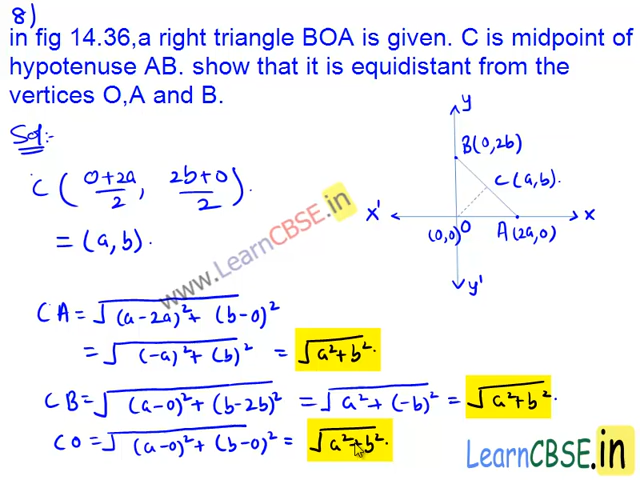 8)
in fig 14.36,a right triangle BOA is given. C is midpoint of
hypotenuse AB. show that it is equidistant from the
vertices O,A and B.
Sol:-
C ( 0+2a/2 , 2b+0/2 ).
= (a, b).
y
B(0,2b)
C(a,b).
x'
x
(0,0) O
A(2a,0)
y'
www.LearnCBSE.in
CA = √(a-2a)² + (b-0)²
= √(-a)² + (b)² = √a²+b².
CB = √(a-0)² + (b-2b)² = √a² + (-b)² = √a²+b².
CO = √(a-0)² + (b-0)² = √a²+b².
LearnCBSE.in